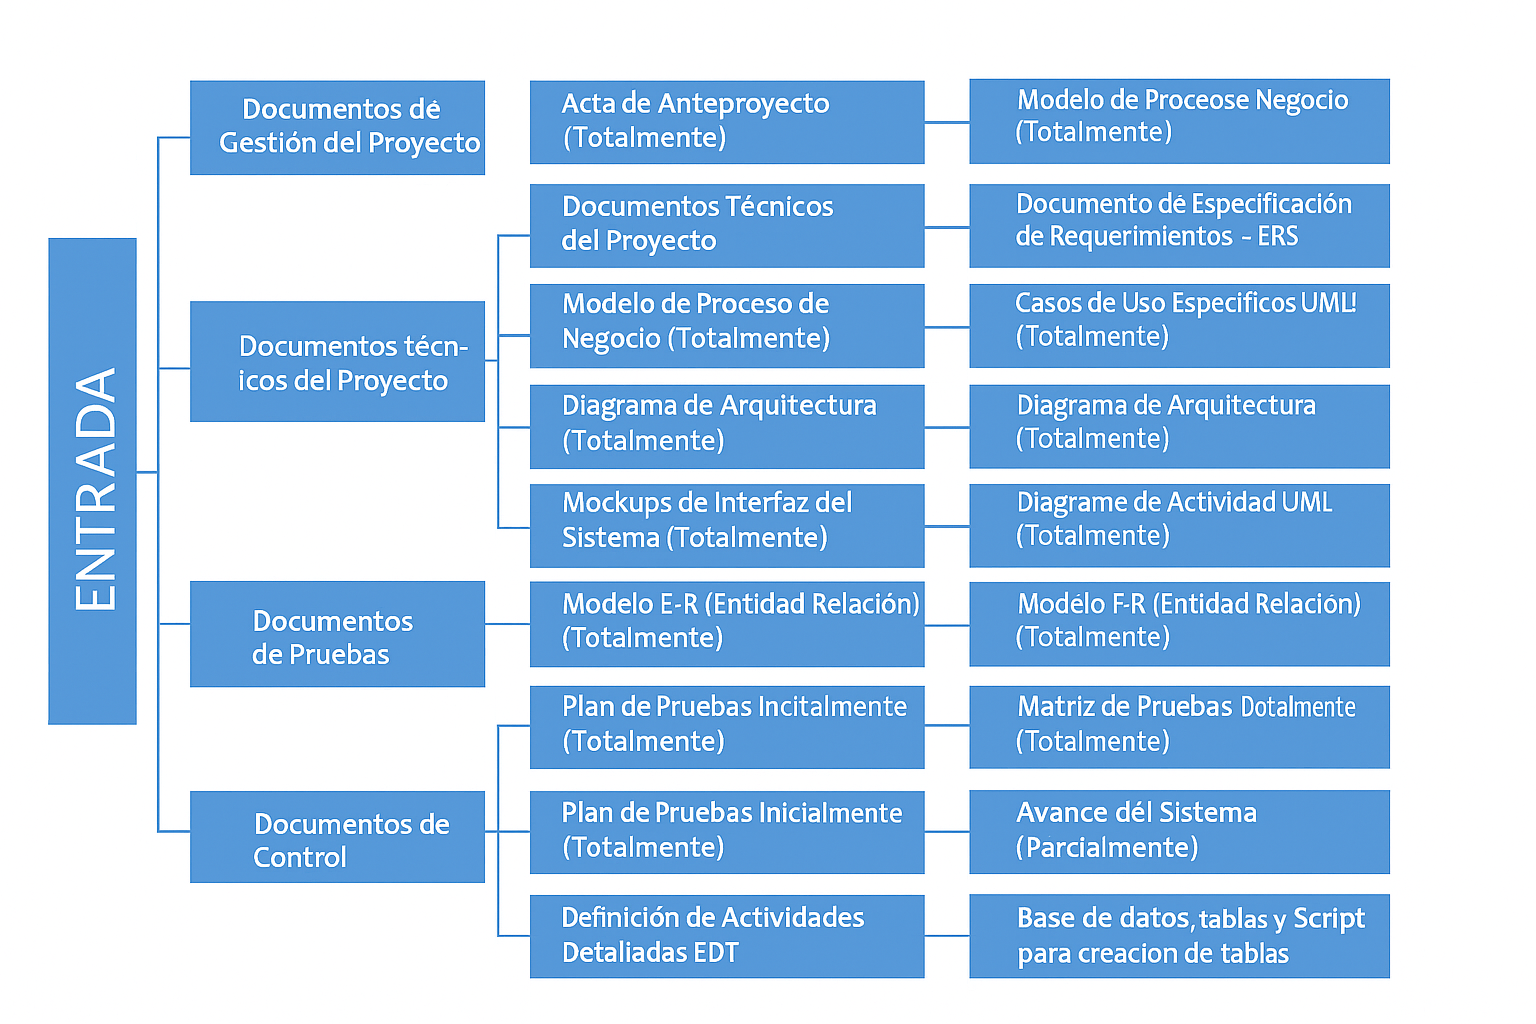 ENTRADA
Documentos dé
Gestión del Proyecto
Acta de Anteproyecto
(Totalmente)
Modelo de Proceose Negocio
(Totalmente)
Documentos técn-
icos del Proyecto
Documentos Técnicos
del Proyecto
Documento dé Especificación
de Requerimientos - ERS
Modelo de Proceso de
Negocio (Totalmente)
Casos de Uso Especificos UML!
(Totalmente)
Diagrama de Arquitectura
(Totalmente)
Diagrama de Arquitectura
(Totalmente)
Mockups de Interfaz del
Sistema (Totalmente)
Diagrame de Actividad UML
(Totalmente)
Documentos
de Pruebas
Modelo E-R (Entidad Relación)
(Totalmente)
Modélo F-R (Entidad Relación)
(Totalmente)
Documentos de
Control
Plan de Pruebas Incitalmente
(Totalmente)
Matriz de Pruebas Dotalmente
(Totalmente)
Plan de Pruebas Inicialmente
(Totalmente)
Avance dél Sistema
(Parcialmente)
Definición de Actividades
Detaliadas EDT
Base de datos, tablas y Script
para creacion de tablas